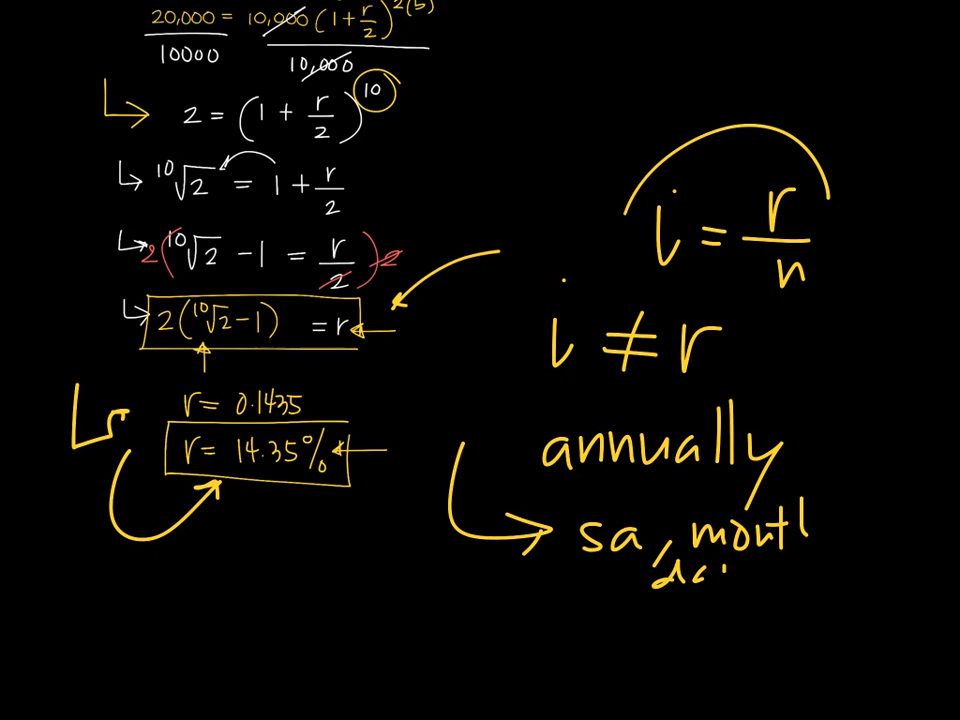 20,000 = 10,000 (1 + r/2)^2(5)
10000 10,000
2 = (1 + r/2)^10
¹⁰√2 = 1 + r/2
2(¹⁰√2 - 1 = r/2)2
2(¹⁰√2 - 1) = r
r = 0.1435
r = 14.35%
i = r/n
i ≠ r
annually
sa, montl